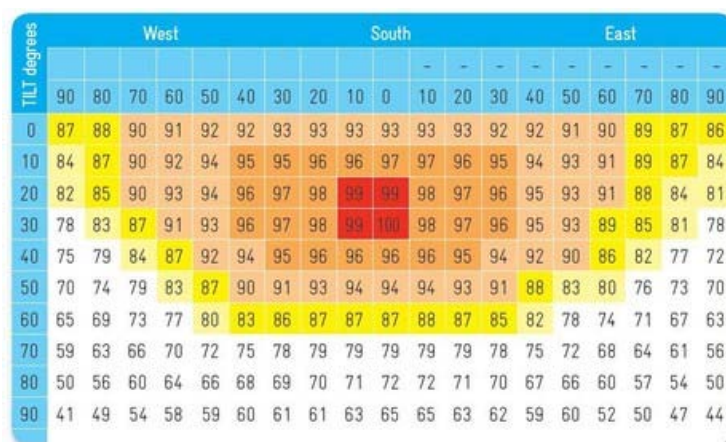 TILT degrees
West South East
- - - - - - - - -
90 80 70 60 50 40 30 20 10 0 10 20 30 40 50 60 70 80 90
0 87 88 90 91 92 92 93 93 93 93 93 93 92 92 91 90 89 87 86
10 84 87 90 92 94 95 95 96 96 97 97 96 95 94 93 91 89 87 84
20 82 85 90 93 94 96 97 98 99 99 98 97 96 95 93 91 88 84 81
30 78 83 87 91 93 96 97 98 99 100 98 97 96 95 93 89 85 81 78
40 75 79 84 87 92 94 95 96 96 96 96 95 94 92 90 86 82 77 72
50 70 74 79 83 87 90 91 93 94 94 94 93 91 88 83 80 76 73 70
60 65 69 73 77 80 83 86 87 87 87 88 87 85 82 78 74 71 67 63
70 59 63 66 70 72 75 78 79 79 79 79 79 78 75 72 68 64 61 56
80 50 56 60 64 66 68 69 70 71 72 72 71 70 67 66 60 57 54 50
90 41 49 54 58 59 60 61 61 63 65 65 63 62 59 60 52 50 47 44